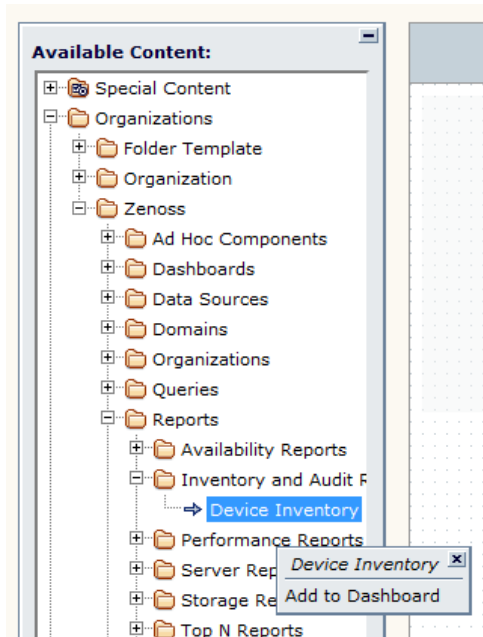 Available Content:
Special Content
Organizations
Folder Template
Organization
Zenoss
Ad Hoc Components
Dashboards
Data Sources
Domains
Organizations
Queries
Reports
Availability Reports
Inventory and Audit R
Device Inventory
Performance Reports
Server Rep
Device Inventory
Storage Re
Add to Dashboard
Top N Reports